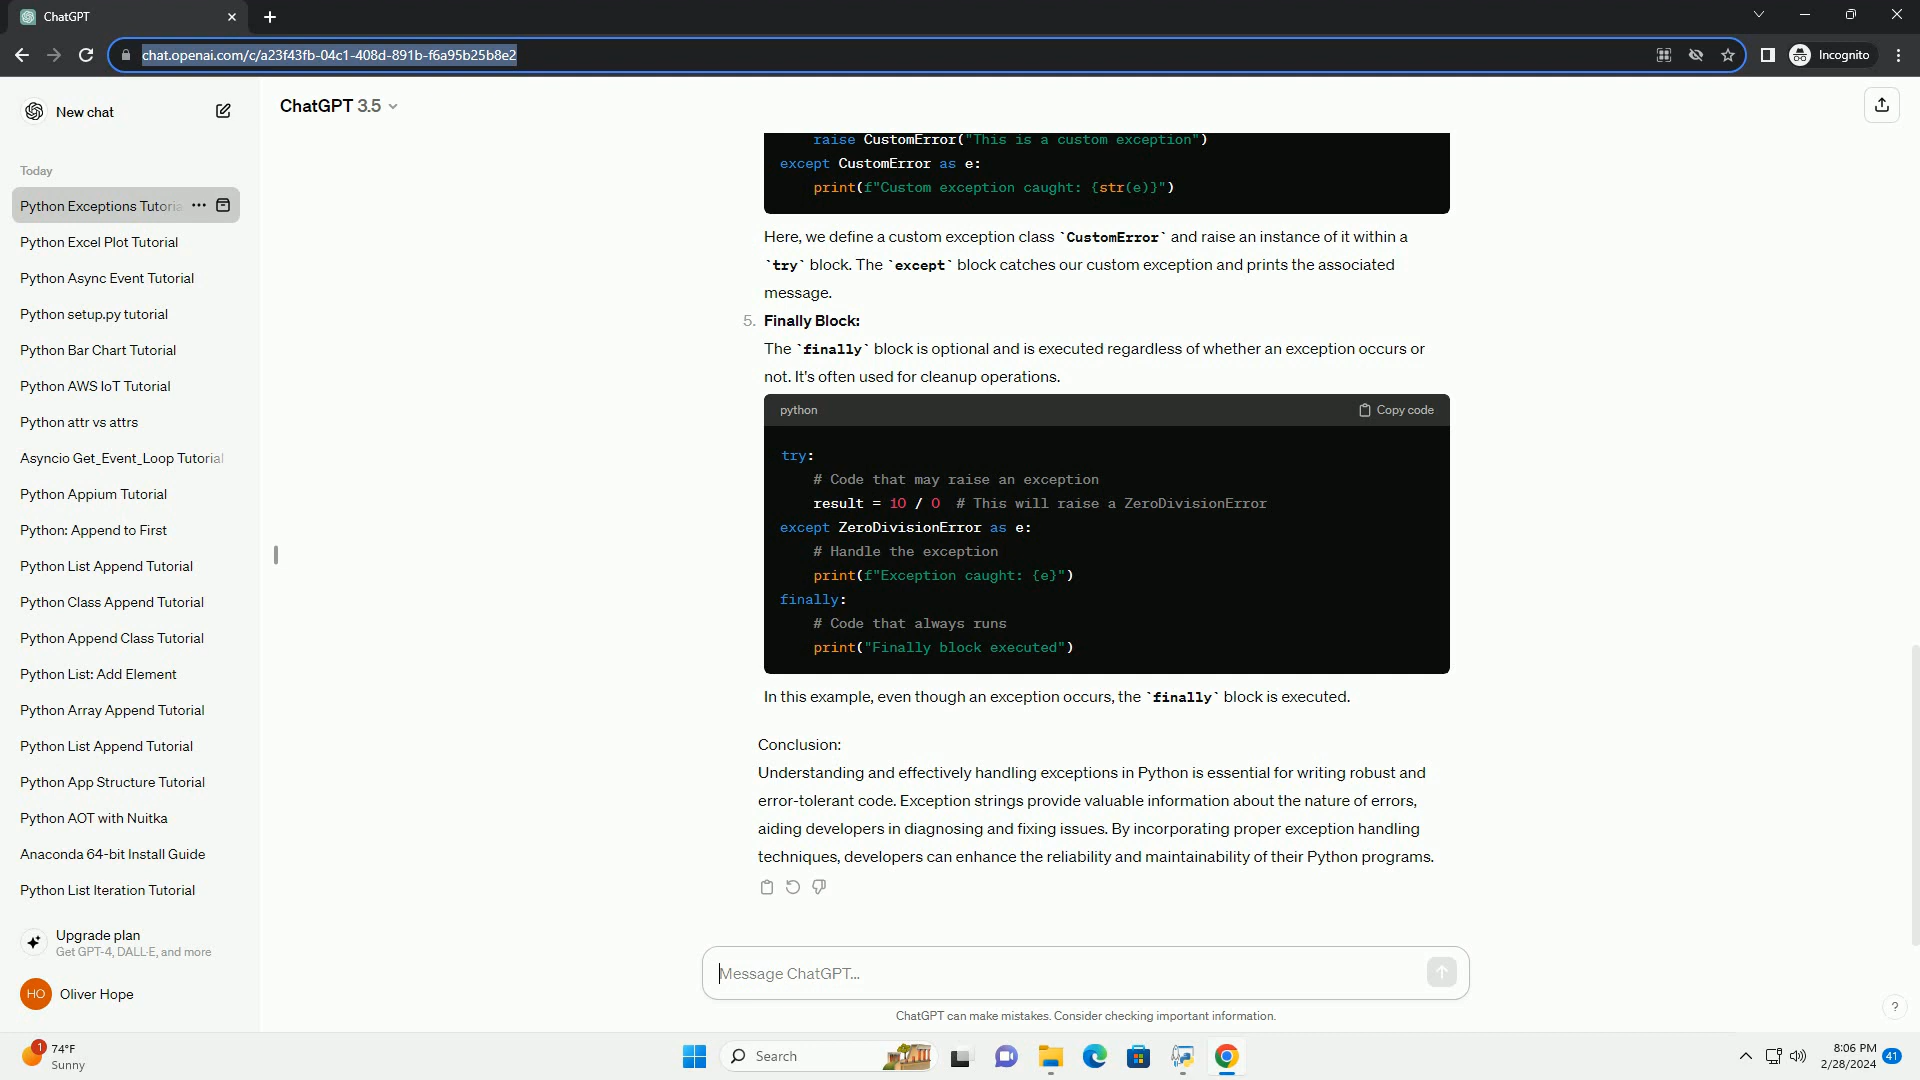 ChatGPT
chat.openai.com/c/a23f43fb-04c1-408d-891b-f6a95b25b8e2
Incognito
New chat
Today
Python Exceptions Tutoria
Python Excel Plot Tutorial
Python Async Event Tutorial
Python setup.py tutorial
Python Bar Chart Tutorial
Python AWS IoT Tutorial
Python attr vs attrs
Asyncio Get_Event_Loop Tutorial
Python Appium Tutorial
Python: Append to First
Python List Append Tutorial
Python Class Append Tutorial
Python Append Class Tutorial
Python List: Add Element
Python Array Append Tutorial
Python List Append Tutorial
Python App Structure Tutorial
Python AOT with Nuitka
Anaconda 64-bit Install Guide
Python List Iteration Tutorial
Upgrade plan
Get GPT-4, DALL·E, and more
HO Oliver Hope
ChatGPT 3.5
raise CustomError("This is a custom exception")
except CustomError as e:
print(f"Custom exception caught: {str(e)}")
Here, we define a custom exception class `CustomError` and raise an instance of it within a
`try` block. The `except` block catches our custom exception and prints the associated
message.
5. Finally Block:
The `finally` block is optional and is executed regardless of whether an exception occurs or
not. It's often used for cleanup operations.
python Copy code
try:
# Code that may raise an exception
result = 10 / 0 # This will raise a ZeroDivisionError
except ZeroDivisionError as e:
# Handle the exception
print(f"Exception caught: {e}")
finally:
# Code that always runs
print("Finally block executed")
In this example, even though an exception occurs, the `finally` block is executed.
Conclusion:
Understanding and effectively handling exceptions in Python is essential for writing robust and
error-tolerant code. Exception strings provide valuable information about the nature of errors,
aiding developers in diagnosing and fixing issues. By incorporating proper exception handling
techniques, developers can enhance the reliability and maintainability of their Python programs.
Message ChatGPT...
ChatGPT can make mistakes. Consider checking important information.
?
1
74°F
Sunny
Search
8:06 PM
2/28/2024
41